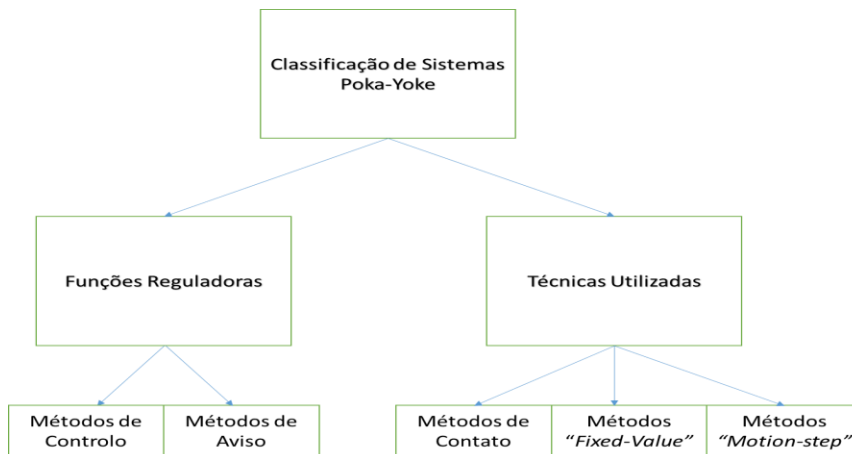 Classificação de Sistemas
Poka-Yoke
Funções Reguladoras
Técnicas Utilizadas
Métodos de
Controlo
Métodos de
Aviso
Métodos de
Contato
Métodos
“Fixed-Value”
Métodos
“Motion-step”